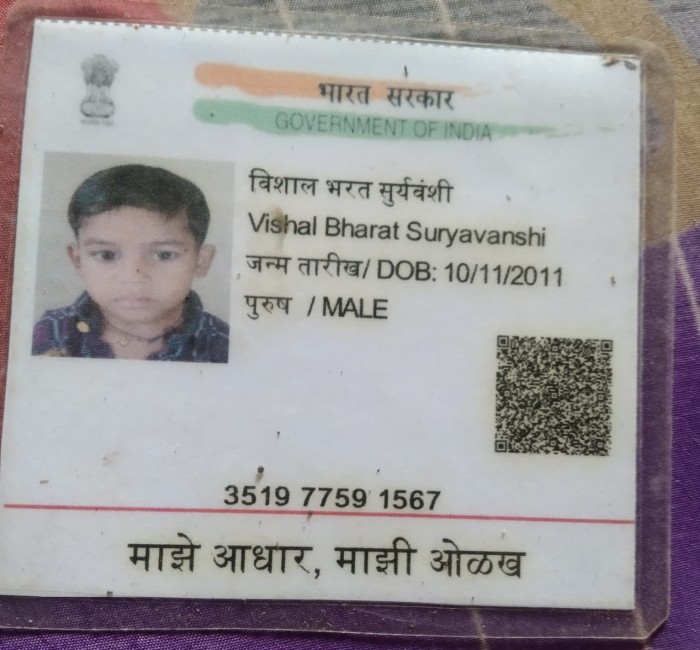 भारत सरकार
GOVERNMENT OF INDIA
विशाल भरत सुर्यवंशी
Vishal Bharat Suryavanshi
जन्म तारीख/ DOB: 10/11/2011
पुरुष / MALE
3519 7759 1567
माझे आधार, माझी ओळख